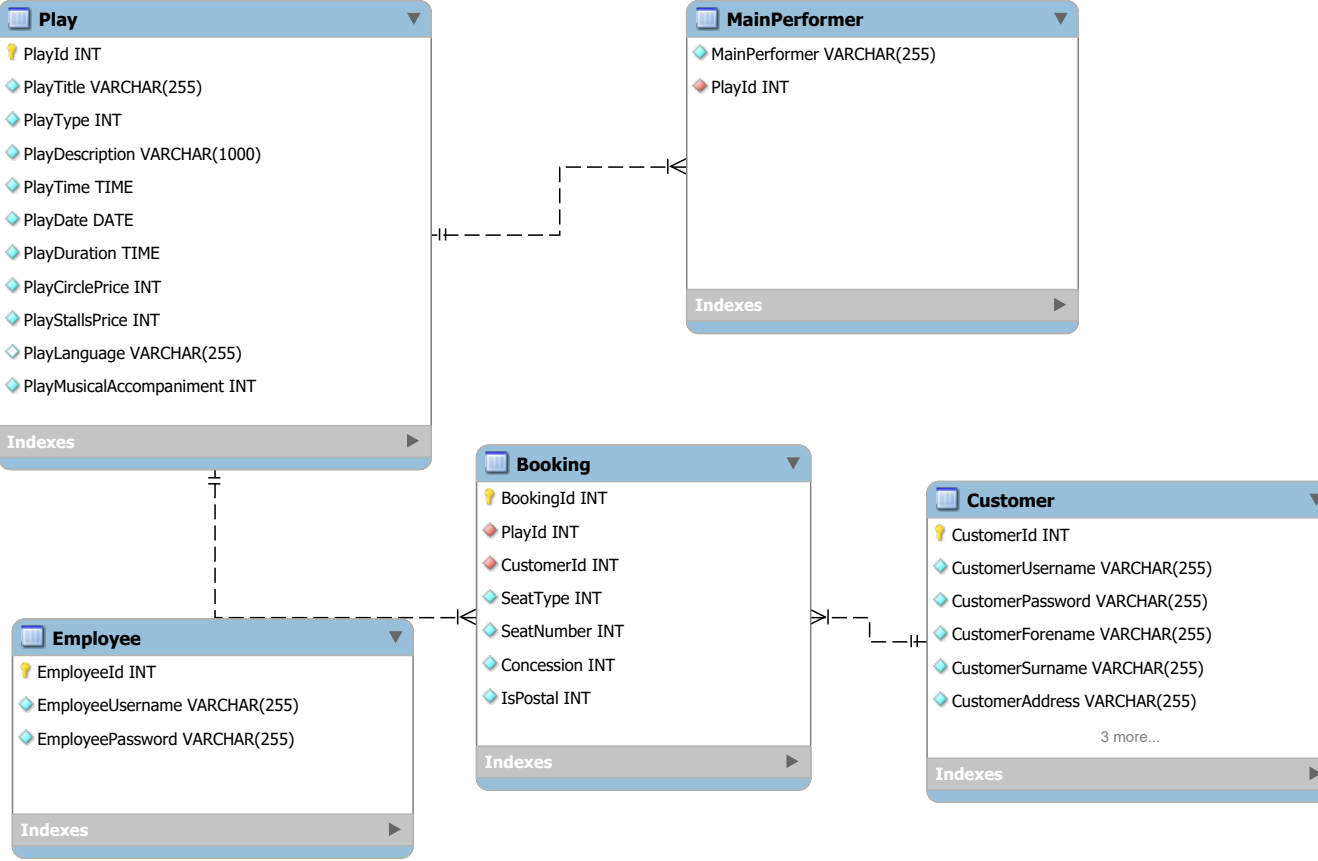 Play
PlayId INT
PlayTitle VARCHAR(255)
PlayType INT
PlayDescription VARCHAR(1000)
PlayTime TIME
PlayDate DATE
PlayDuration TIME
PlayCirclePrice INT
PlayStallsPrice INT
PlayLanguage VARCHAR(255)
PlayMusicalAccompaniment INT
Indexes
MainPerformer
MainPerformer VARCHAR(255)
PlayId INT
Indexes
Booking
BookingId INT
PlayId INT
CustomerId INT
SeatType INT
SeatNumber INT
Concession INT
IsPostal INT
Indexes
Customer
CustomerId INT
CustomerUsername VARCHAR(255)
CustomerPassword VARCHAR(255)
CustomerForename VARCHAR(255)
CustomerSurname VARCHAR(255)
CustomerAddress VARCHAR(255)
3 more...
Indexes
Employee
EmployeeId INT
EmployeeUsername VARCHAR(255)
EmployeePassword VARCHAR(255)
Indexes